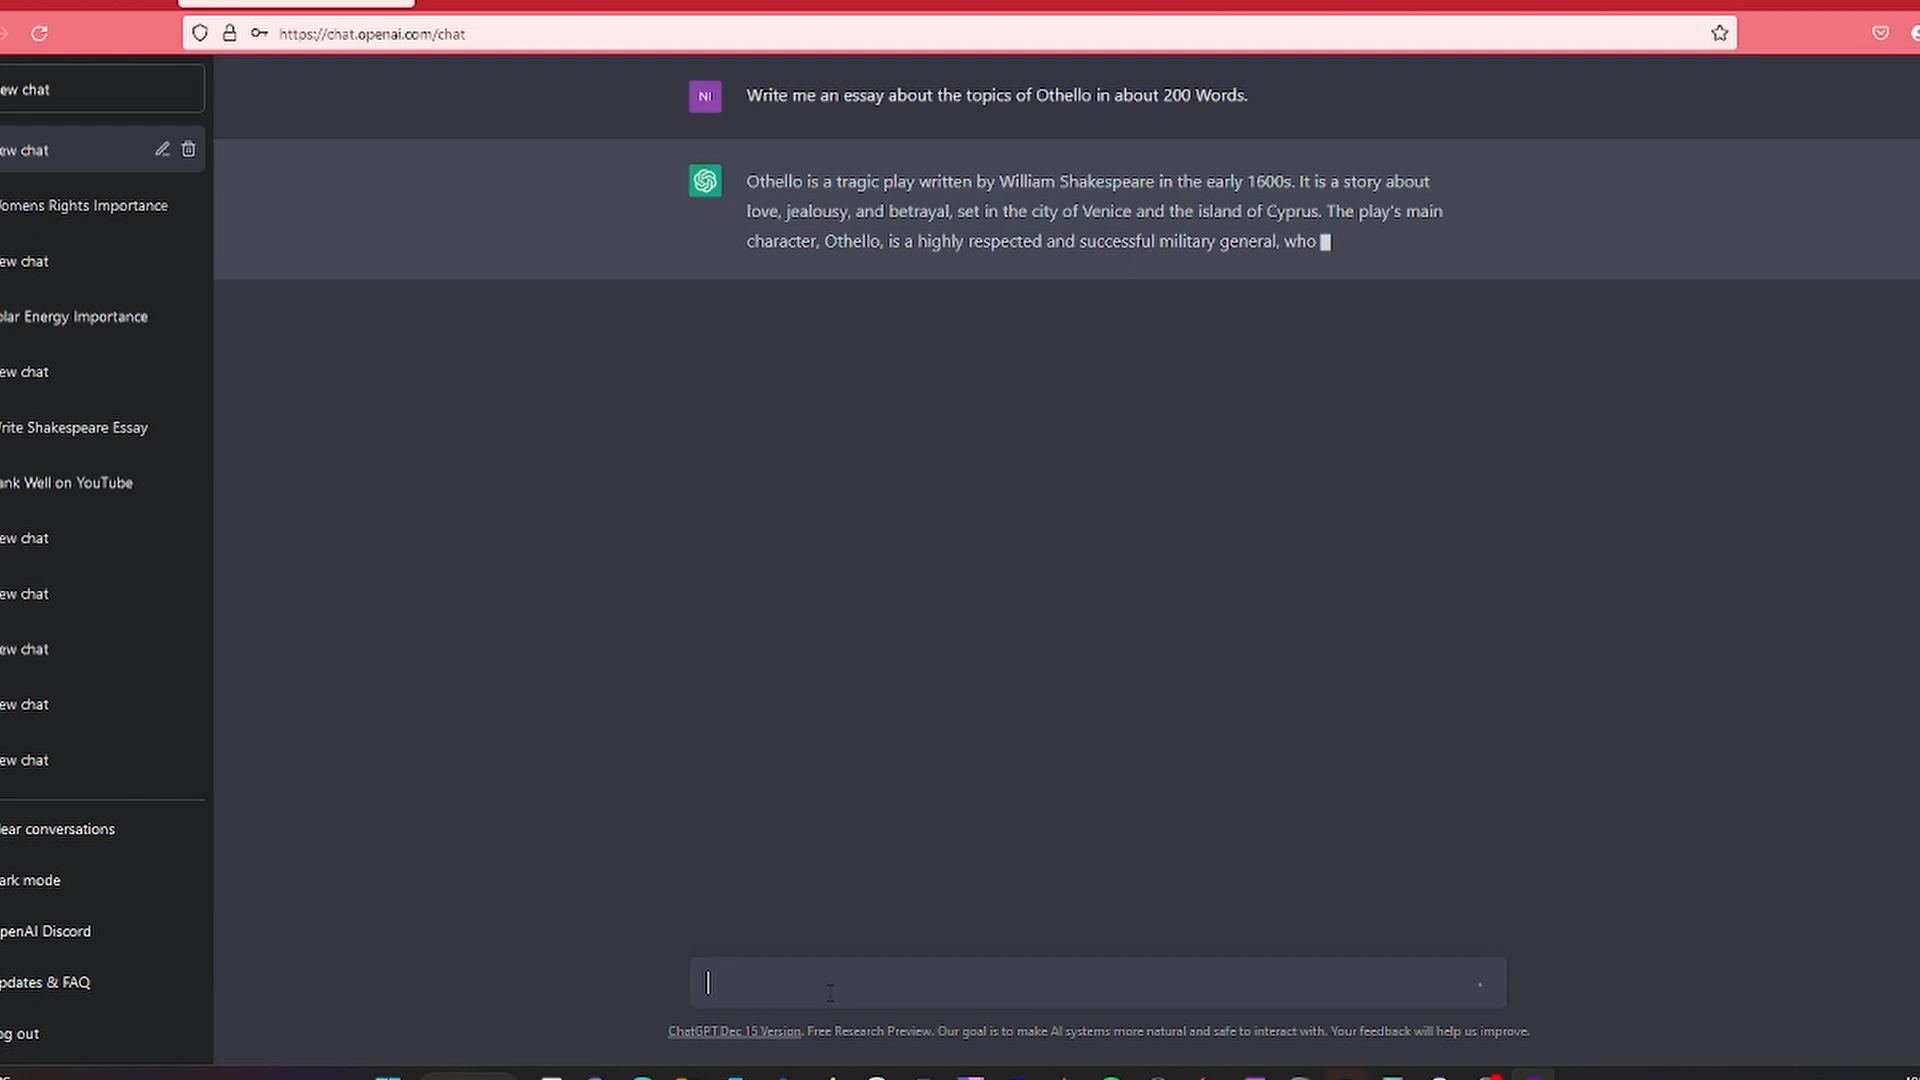 https://chat.openai.com/chat
ew chat
ew chat
omens Rights Importance
ew chat
olar Energy Importance
ew chat
rite Shakespeare Essay
ank Well on YouTube
ew chat
ew chat
ew chat
ew chat
ew chat
lear conversations
ark mode
penAI Discord
pdates & FAQ
og out
NI
Write me an essay about the topics of Othello in about 200 Words.
Othello is a tragic play written by William Shakespeare in the early 1600s. It is a story about
love, jealousy, and betrayal, set in the city of Venice and the island of Cyprus. The play's main
character, Othello, is a highly respected and successful military general, who
ChatGPT Dec 15 Version. Free Research Preview. Our goal is to make AI systems more natural and safe to interact with. Your feedback will help us improve.